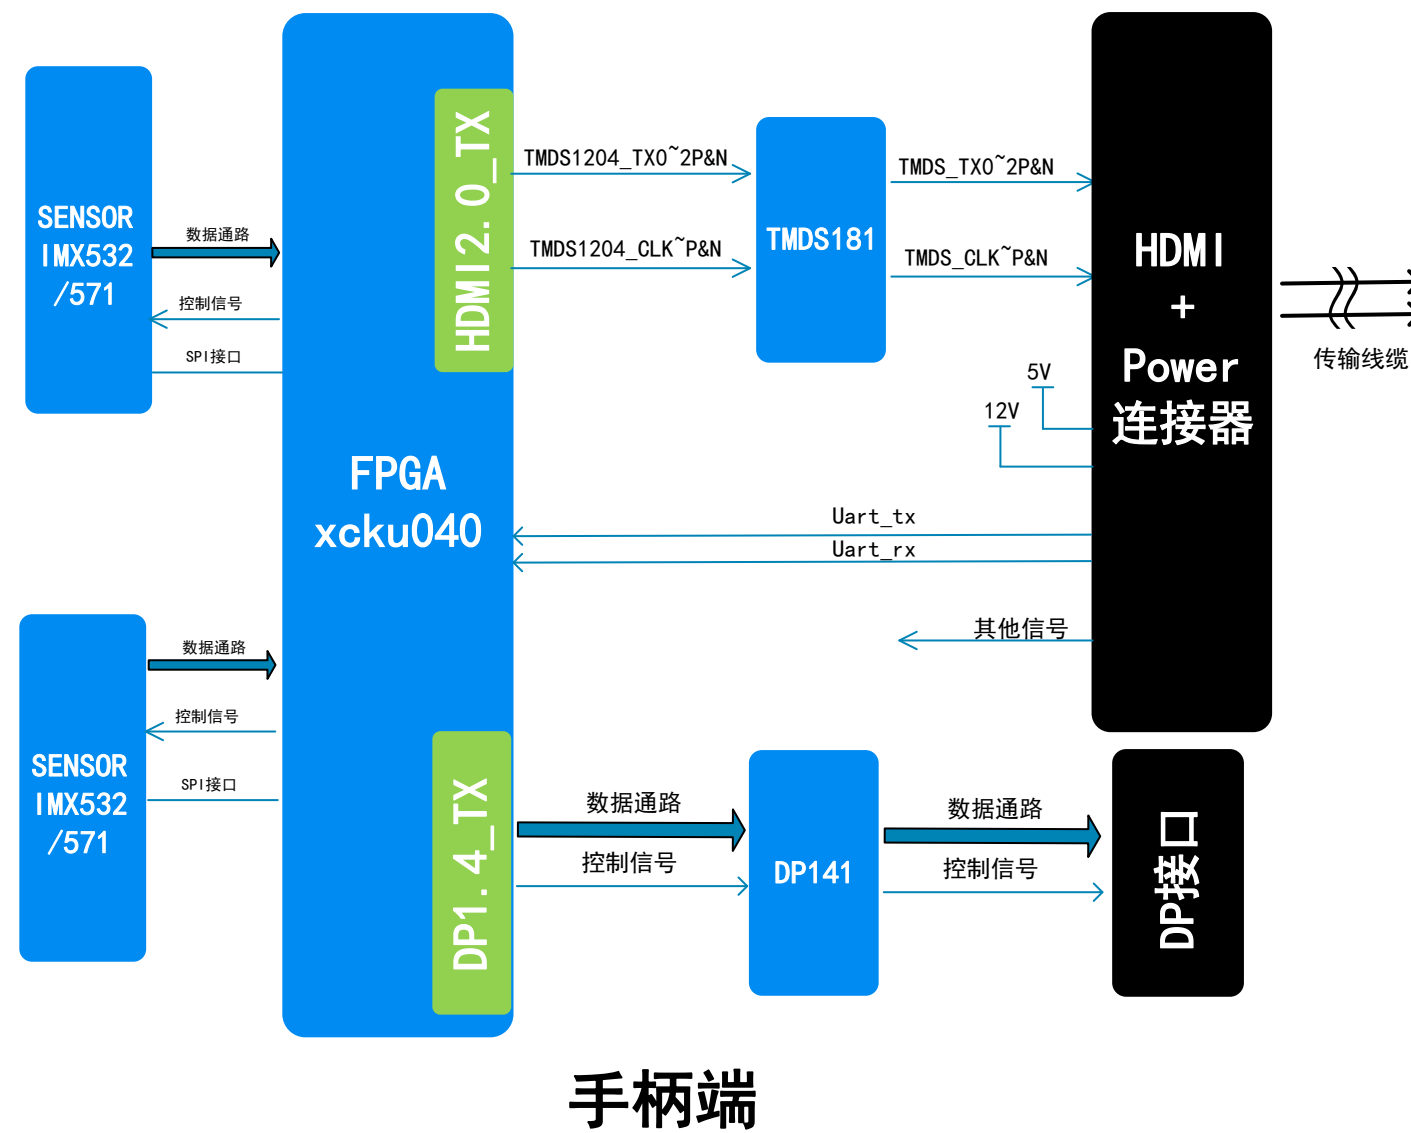 SENSOR
IMX532
/571
数据通路
控制信号
SPI接口
FPGA
xcku040
HDMI2.0_TX
TMDS1204_TX0~2P&N
TMDS1204_CLK~P&N
TMDS181
TMDS_TX0~2P&N
TMDS_CLK~P&N
HDMI
+
Power
连接器
5V
12V
传输线缆
Uart_tx
Uart_rx
其他信号
SENSOR
IMX532
/571
数据通路
控制信号
SPI接口
DP1.4_TX
数据通路
控制信号
DP141
数据通路
控制信号
DP接口
手柄端